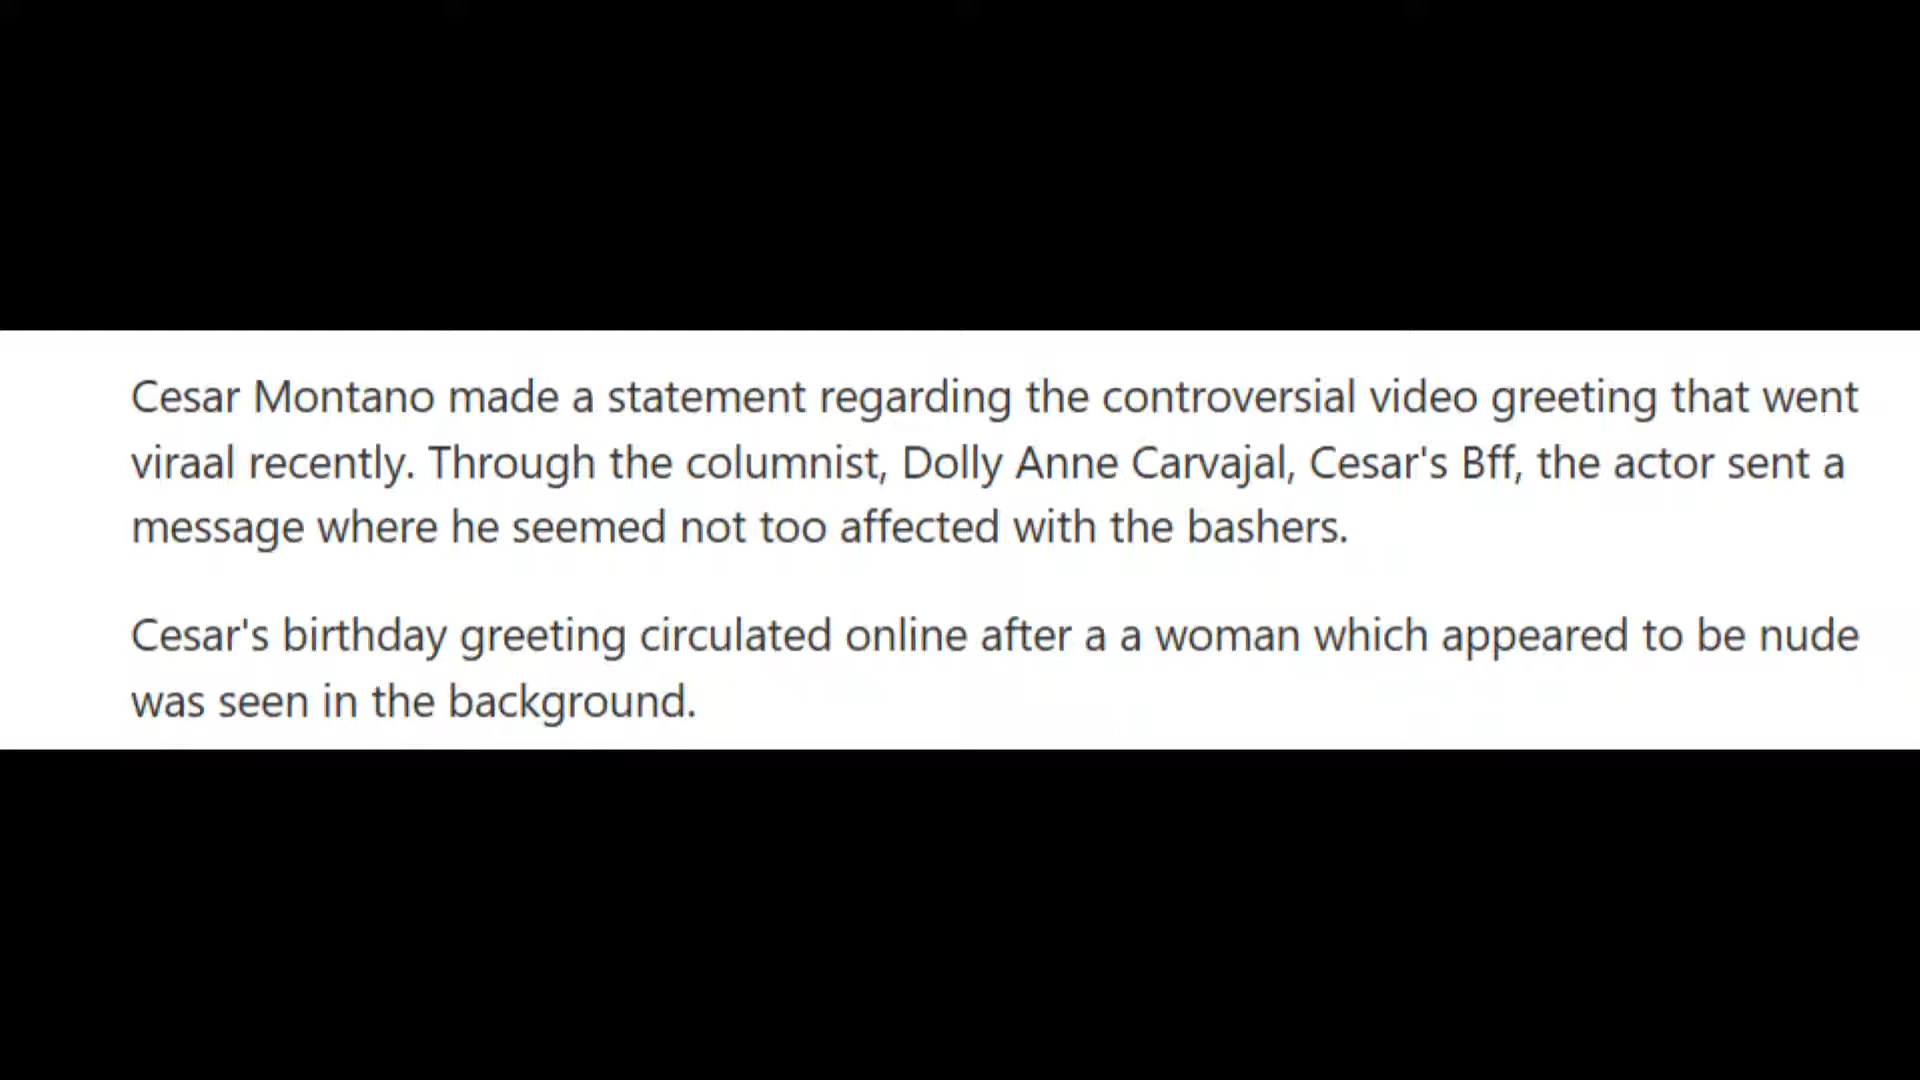 Cesar Montano made a statement regarding the controversial video greeting that went
viraal recently. Through the columnist, Dolly Anne Carvajal, Cesar's Bff, the actor sent a
message where he seemed not too affected with the bashers.
Cesar's birthday greeting circulated online after a a woman which appeared to be nude
was seen in the background.